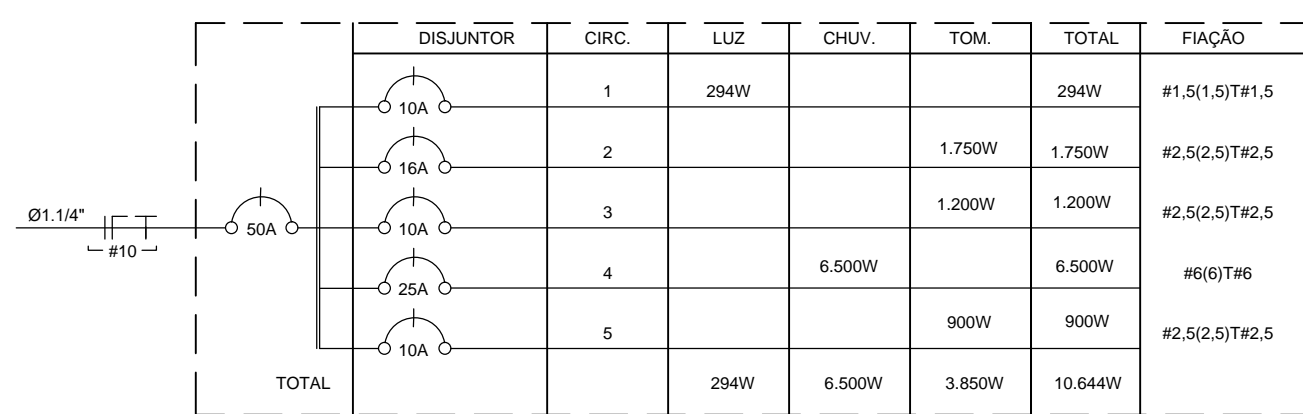 DISJUNTOR CIRC. LUZ CHUV. TOM. TOTAL FIAÇÃO
10A 1 294W 294W #1,5(1,5)T#1,5
16A 2 1.750W 1.750W #2,5(2,5)T#2,5
Ø1.1/4" #10 50A
10A 3 1.200W 1.200W #2,5(2,5)T#2,5
25A 4 6.500W 6.500W #6(6)T#6
10A 5 900W 900W #2,5(2,5)T#2,5
TOTAL 294W 6.500W 3.850W 10.644W